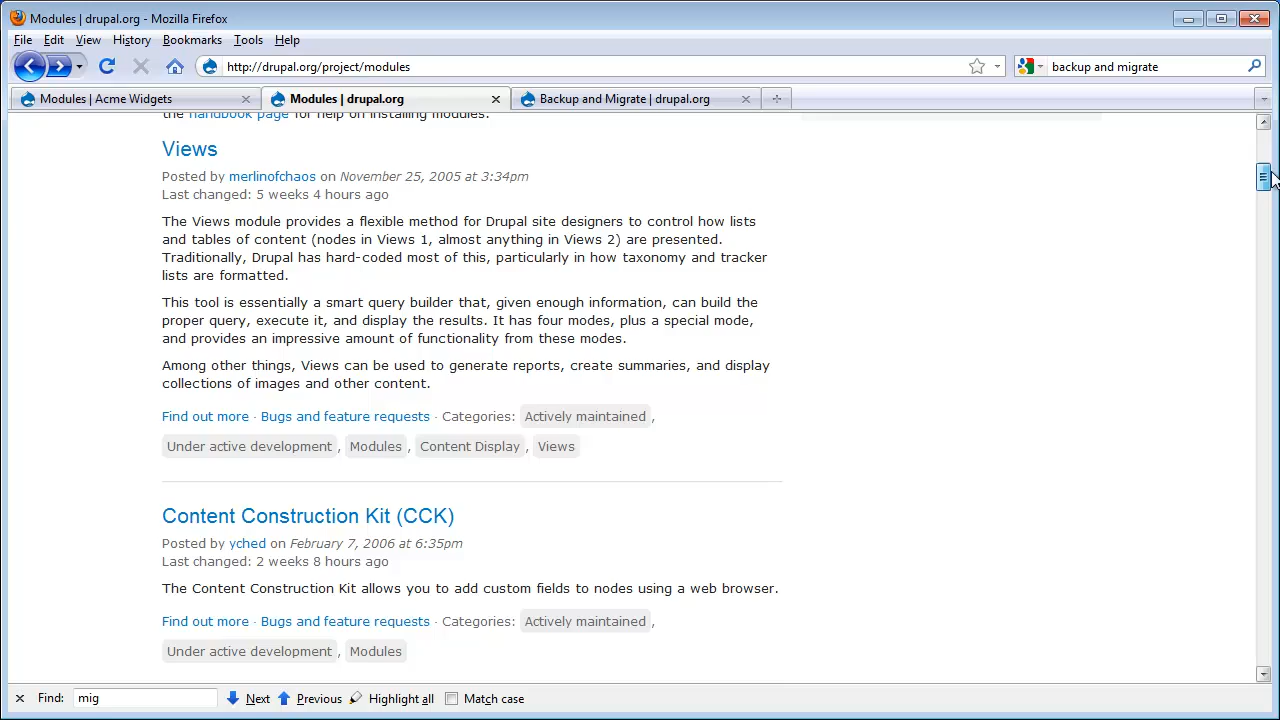 Modules | drupal.org - Mozilla Firefox
File Edit View History Bookmarks Tools Help
http://drupal.org/project/modules backup and migrate
Modules | Acme Widgets Modules | drupal.org Backup and Migrate | drupal.org
the handbook page for help on installing modules.
Views
Posted by merlinofchaos on November 25, 2005 at 3:34pm
Last changed: 5 weeks 4 hours ago
The Views module provides a flexible method for Drupal site designers to control how lists
and tables of content (nodes in Views 1, almost anything in Views 2) are presented.
Traditionally, Drupal has hard-coded most of this, particularly in how taxonomy and tracker
lists are formatted.
This tool is essentially a smart query builder that, given enough information, can build the
proper query, execute it, and display the results. It has four modes, plus a special mode,
and provides an impressive amount of functionality from these modes.
Among other things, Views can be used to generate reports, create summaries, and display
collections of images and other content.
Find out more · Bugs and feature requests · Categories: Actively maintained ,
Under active development , Modules , Content Display , Views
Content Construction Kit (CCK)
Posted by yched on February 7, 2006 at 6:35pm
Last changed: 2 weeks 8 hours ago
The Content Construction Kit allows you to add custom fields to nodes using a web browser.
Find out more · Bugs and feature requests · Categories: Actively maintained ,
Under active development , Modules
Find: mig Next Previous Highlight all Match case